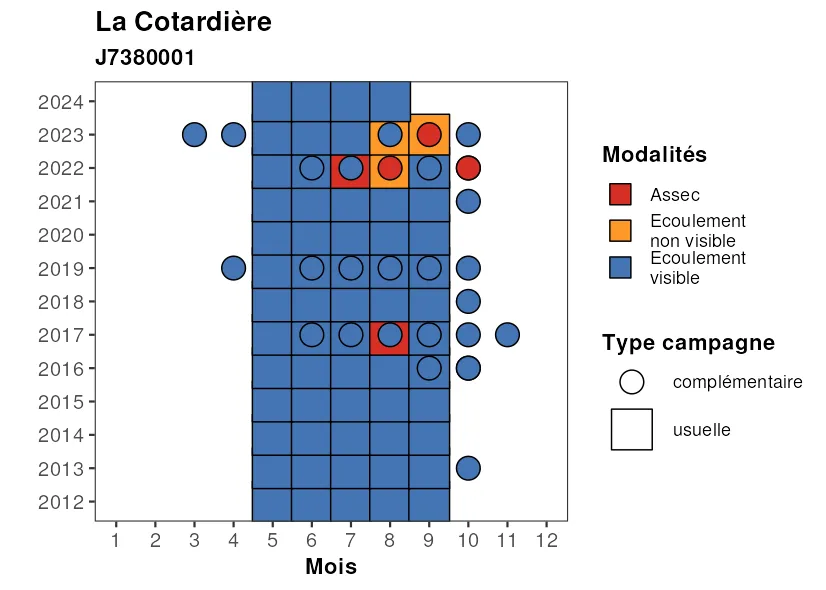 La Cotardière
J7380001
2024
2023
2022
2021
2020
2019
2018
2017
2016
2015
2014
2013
2012
1 2 3 4 5 6 7 8 9 10 11 12
Mois
Modalités
Assec
Ecoulement
non visible
Ecoulement
visible
Type campagne
complémentaire
usuelle